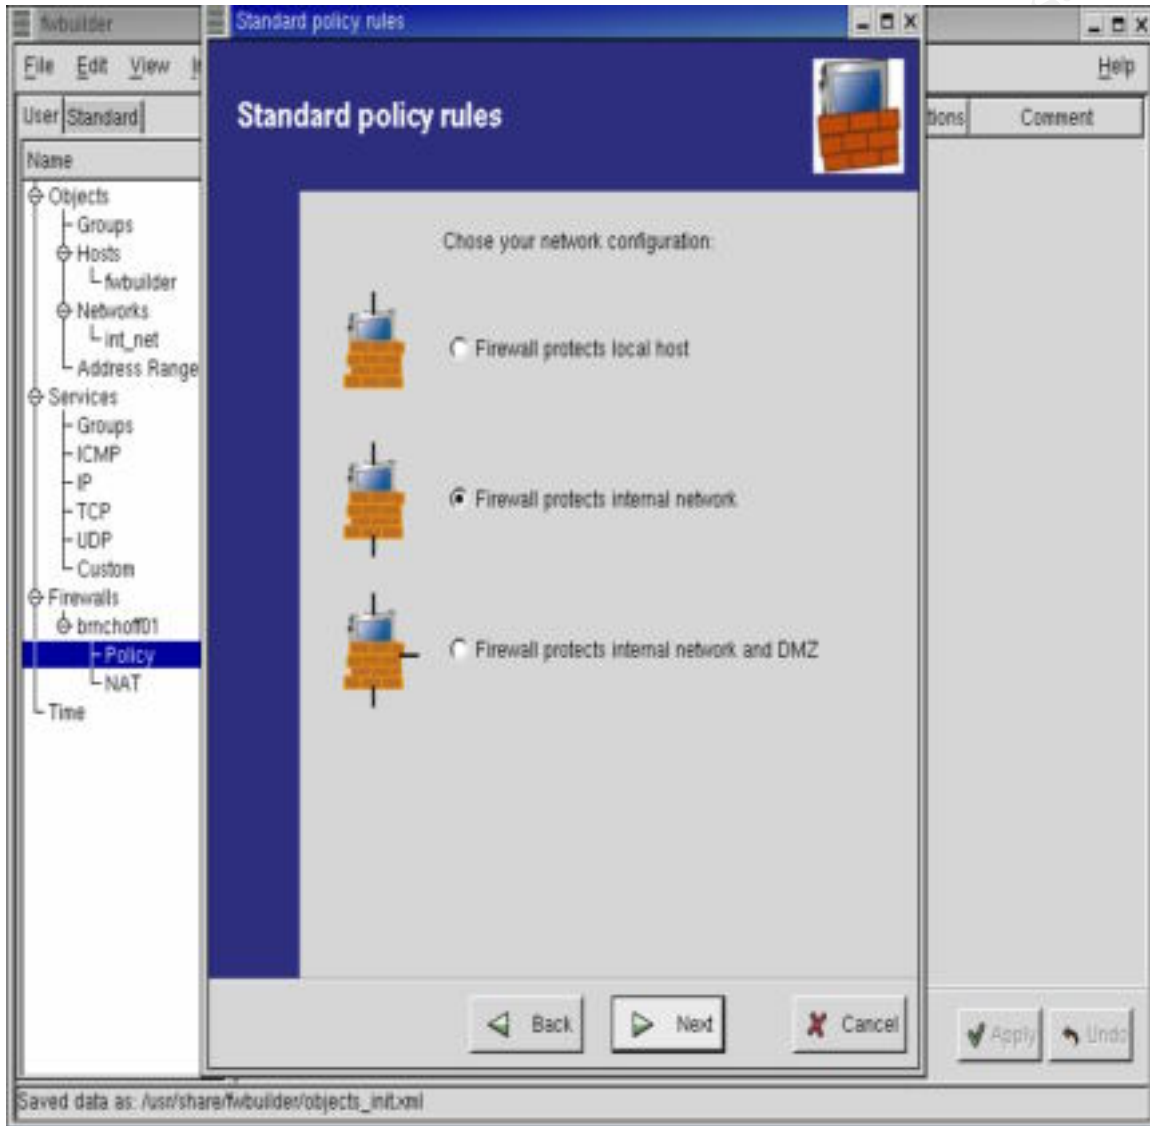 fwbuilder
Standard policy rules
File Edit View
Help
User Standard
Standard policy rules
Comment
Name
Objects
Groups
Hosts
fwbuilder
Networks
int_net
Address Range
Services
Groups
ICMP
IP
TCP
UDP
Custom
Firewalls
brnchoff01
Policy
NAT
Time
Chose your network configuration:
Firewall protects local host
Firewall protects internal network
Firewall protects internal network and DMZ
Back Next Cancel
Apply Undo
Saved data as: /usr/share/fwbuilder/objects_init.xml